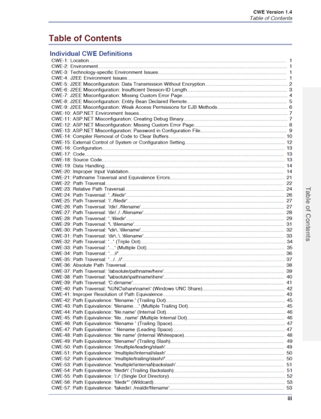 CWE Version 1.4
Table of Contents
Table of Contents
Individual CWE Definitions
CWE-1: Location 1
CWE-2: Environment 1
CWE-3: Technology-specific Environment Issues 1
CWE-4: J2EE Environment Issues 1
CWE-5: J2EE Misconfiguration: Data Transmission Without Encryption 2
CWE-6: J2EE Misconfiguration: Insufficient Session-ID Length 3
CWE-7: J2EE Misconfiguration: Missing Custom Error Page 4
CWE-8: J2EE Misconfiguration: Entity Bean Declared Remote 5
CWE-9: J2EE Misconfiguration: Weak Access Permissions for EJB Methods 6
CWE-10: ASP.NET Environment Issues 7
CWE-11: ASP.NET Misconfiguration: Creating Debug Binary 7
CWE-12: ASP.NET Misconfiguration: Missing Custom Error Page 8
CWE-13: ASP.NET Misconfiguration: Password in Configuration File 9
CWE-14: Compiler Removal of Code to Clear Buffers 10
CWE-15: External Control of System or Configuration Setting 12
CWE-16: Configuration 13
CWE-17: Code 13
CWE-18: Source Code 13
CWE-19: Data Handling 14
CWE-20: Improper Input Validation 14
CWE-21: Pathname Traversal and Equivalence Errors 21
CWE-22: Path Traversal 22
CWE-23: Relative Path Traversal 24
CWE-24: Path Traversal: '../filedir' 26
CWE-25: Path Traversal: '/../filedir' 27
CWE-26: Path Traversal: '/dir/../filename' 27
CWE-27: Path Traversal: 'dir/../../filename' 28
CWE-28: Path Traversal: '..\filedir' 29
CWE-29: Path Traversal: '\..\filename' 31
CWE-30: Path Traversal: '\dir\..\filename' 32
CWE-31: Path Traversal: 'dir\..\..\filename' 33
CWE-32: Path Traversal: '...' (Triple Dot) 34
CWE-33: Path Traversal: '....' (Multiple Dot) 35
CWE-34: Path Traversal: '....//' 36
CWE-35: Path Traversal: '.../...//' 37
CWE-36: Absolute Path Traversal 38
CWE-37: Path Traversal: '/absolute/pathname/here' 39
CWE-38: Path Traversal: '\absolute\pathname\here' 40
CWE-39: Path Traversal: 'C:dirname' 41
CWE-40: Path Traversal: '\\UNC\share\name\' (Windows UNC Share) 42
CWE-41: Improper Resolution of Path Equivalence 43
CWE-42: Path Equivalence: 'filename.' (Trailing Dot) 45
CWE-43: Path Equivalence: 'filename....' (Multiple Trailing Dot) 45
CWE-44: Path Equivalence: 'file.name' (Internal Dot) 46
CWE-45: Path Equivalence: 'file...name' (Multiple Internal Dot) 46
CWE-46: Path Equivalence: 'filename ' (Trailing Space) 47
CWE-47: Path Equivalence: ' filename (Leading Space) 47
CWE-48: Path Equivalence: 'file name' (Internal Whitespace) 48
CWE-49: Path Equivalence: 'filename/' (Trailing Slash) 49
CWE-50: Path Equivalence: '//multiple/leading/slash' 49
CWE-51: Path Equivalence: '/multiple//internal/slash' 50
CWE-52: Path Equivalence: '/multiple/trailing/slash//' 50
CWE-53: Path Equivalence: '\multiple\\internal\backslash' 51
CWE-54: Path Equivalence: 'filedir\' (Trailing Backslash) 51
CWE-55: Path Equivalence: '/./' (Single Dot Directory) 52
CWE-56: Path Equivalence: 'filedir*' (Wildcard) 53
CWE-57: Path Equivalence: 'fakedir/../realdir/filename' 53
Table of Contents
iii